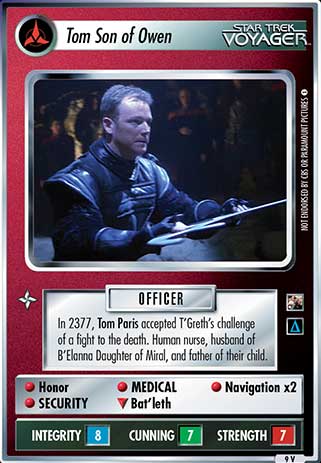 Tom Son of Owen
STAR TREK
VOYAGER
NOT ENDORSED BY CBS OR PARAMOUNT PICTURES
OFFICER
In 2377, Tom Paris accepted T'Greth's challenge
of a fight to the death. Human nurse, husband of
B'Elanna Daughter of Miral, and father of their child.
Honor
MEDICAL
Navigation x2
SECURITY
Bat'leth
INTEGRITY 8 CUNNING 7 STRENGTH 7
9 V